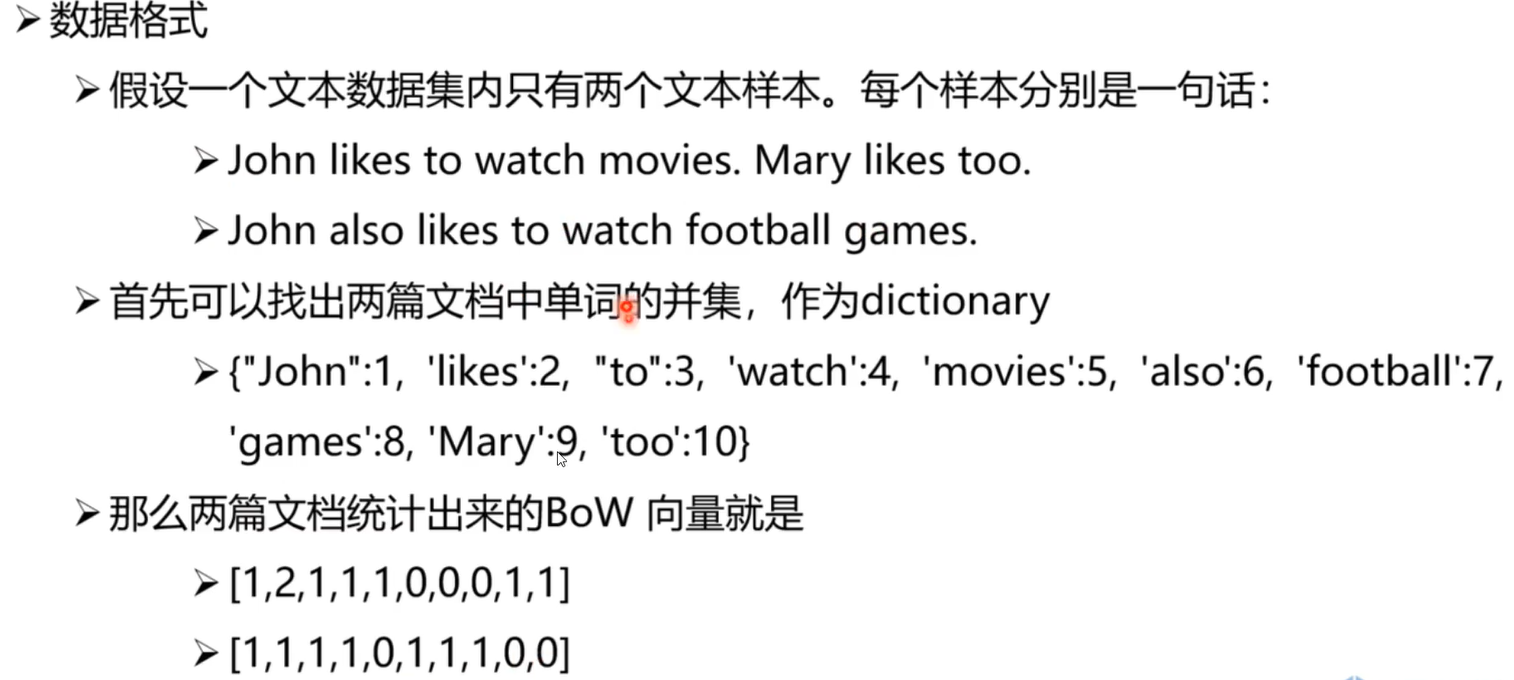 ➢数据格式
➢假设一个文本数据集内只有两个文本样本。每个样本分别是一句话：
➢John likes to watch movies. Mary likes too.
➢John also likes to watch football games.
➢首先可以找出两篇文档中单词的并集，作为dictionary
➢{"John":1, 'likes':2, "to":3, 'watch':4, 'movies':5, 'also':6, 'football':7,
'games':8, 'Mary':9, 'too':10}
➢那么两篇文档统计出来的BoW 向量就是
➢[1,2,1,1,1,0,0,0,1,1]
➢[1,1,1,1,0,1,1,1,0,0]